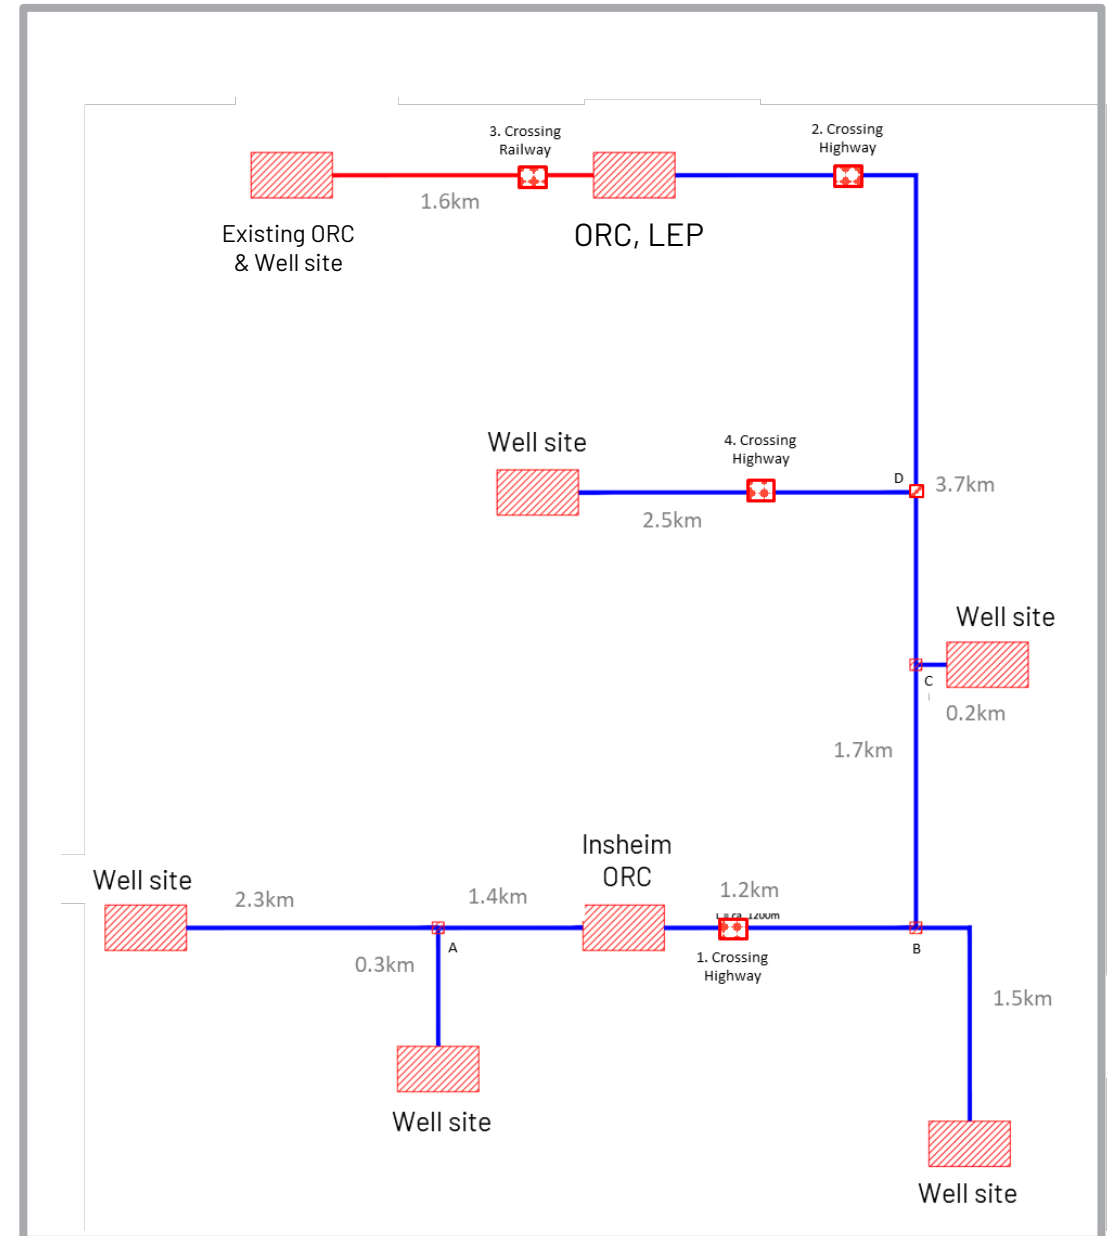 3. Crossing
Railway
2. Crossing
Highway
1.6km
Existing ORC
& Well site
ORC, LEP
Well site
4. Crossing
Highway
D
3.7km
2.5km
Well site
C
0.2km
1.7km
Insheim
ORC
Well site
2.3km
1.4km
1.2km
1200m
A
B
0.3km
1. Crossing
Highway
1.5km
Well site
Well site